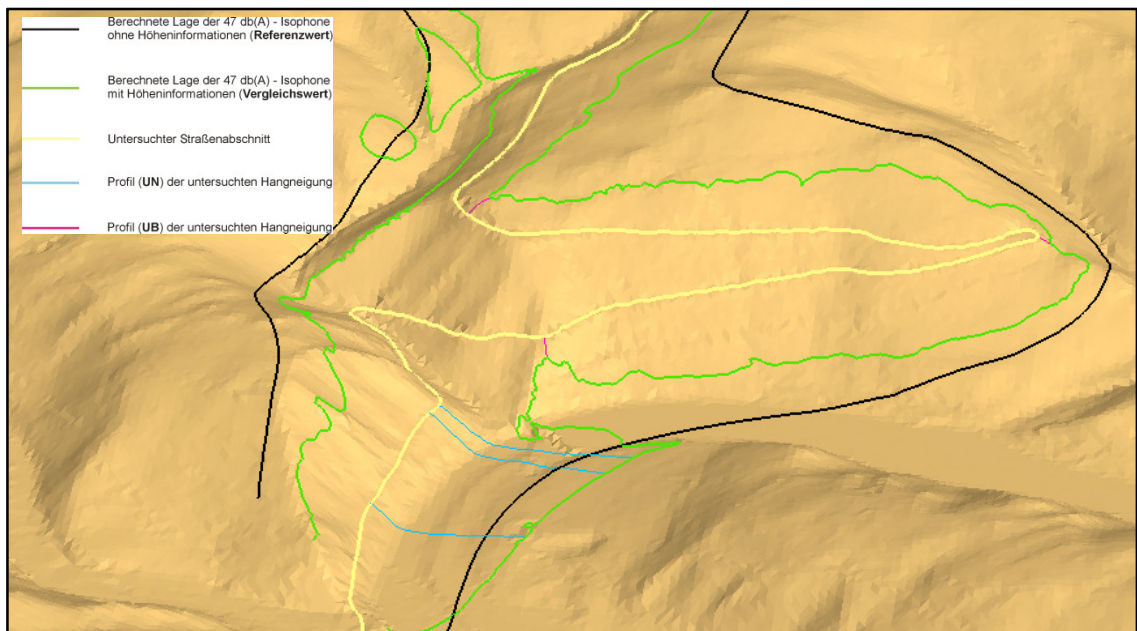 Berechnete Lage der 47 db(A) - Isophone
ohne Höheninformationen (Referenzwert)
Berechnete Lage der 47 db(A) - Isophone
mit Höheninformationen (Vergleichswert)
Untersuchter Straßenabschnitt
Profil (UN) der untersuchten Hangneigung
Profil (UB) der untersuchten Hangneigung